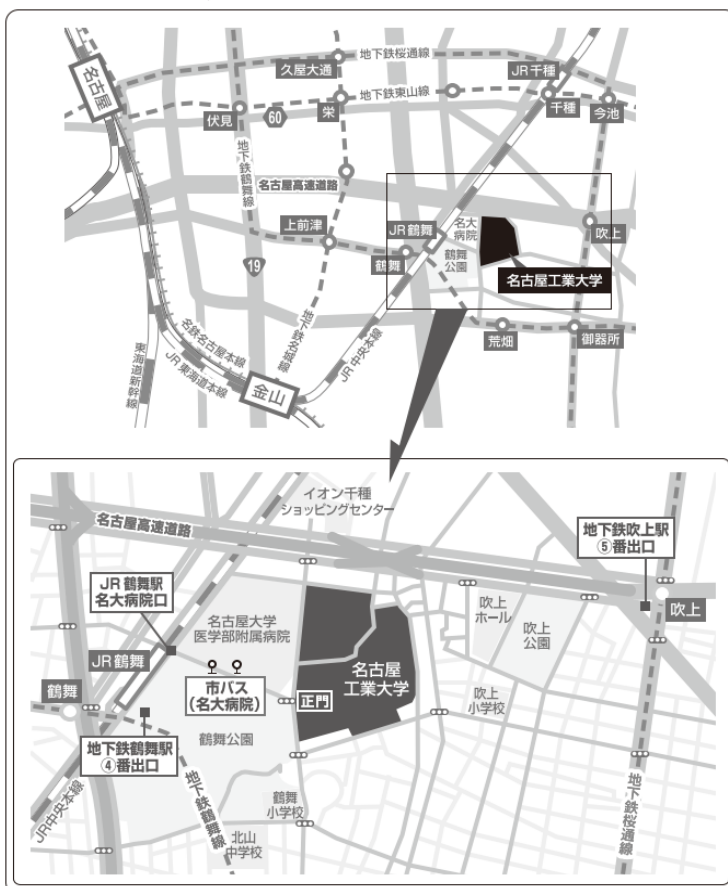 地下鉄桜通線
久屋大通
JR千種
名古屋
地下鉄東山線
栄
千種
今池
伏見
60
地下鉄鶴舞線
名古屋高速道路
上前津
JR鶴舞
名大
病院
吹上
鶴舞
鶴舞
公園
19
名古屋工業大学
名鉄名古屋本線
JR東海道本線
東海道新幹線
地下鉄名城線
JR中央本線
荒畑
御器所
金山
イオン千種
ショッピングセンター
名古屋高速道路
地下鉄吹上駅
⑤番出口
JR鶴舞駅
名大病院口
名古屋大学
医学部附属病院
吹上
ホール
吹上
公園
吹上
JR鶴舞
名古屋
工業大学
鶴舞
市バス
(名大病院)
正門
吹上
小学校
地下鉄鶴舞駅
④番出口
鶴舞公園
地下鉄鶴舞線
JR中央本線
鶴舞
小学校
北山
中学校
地下鉄桜通線